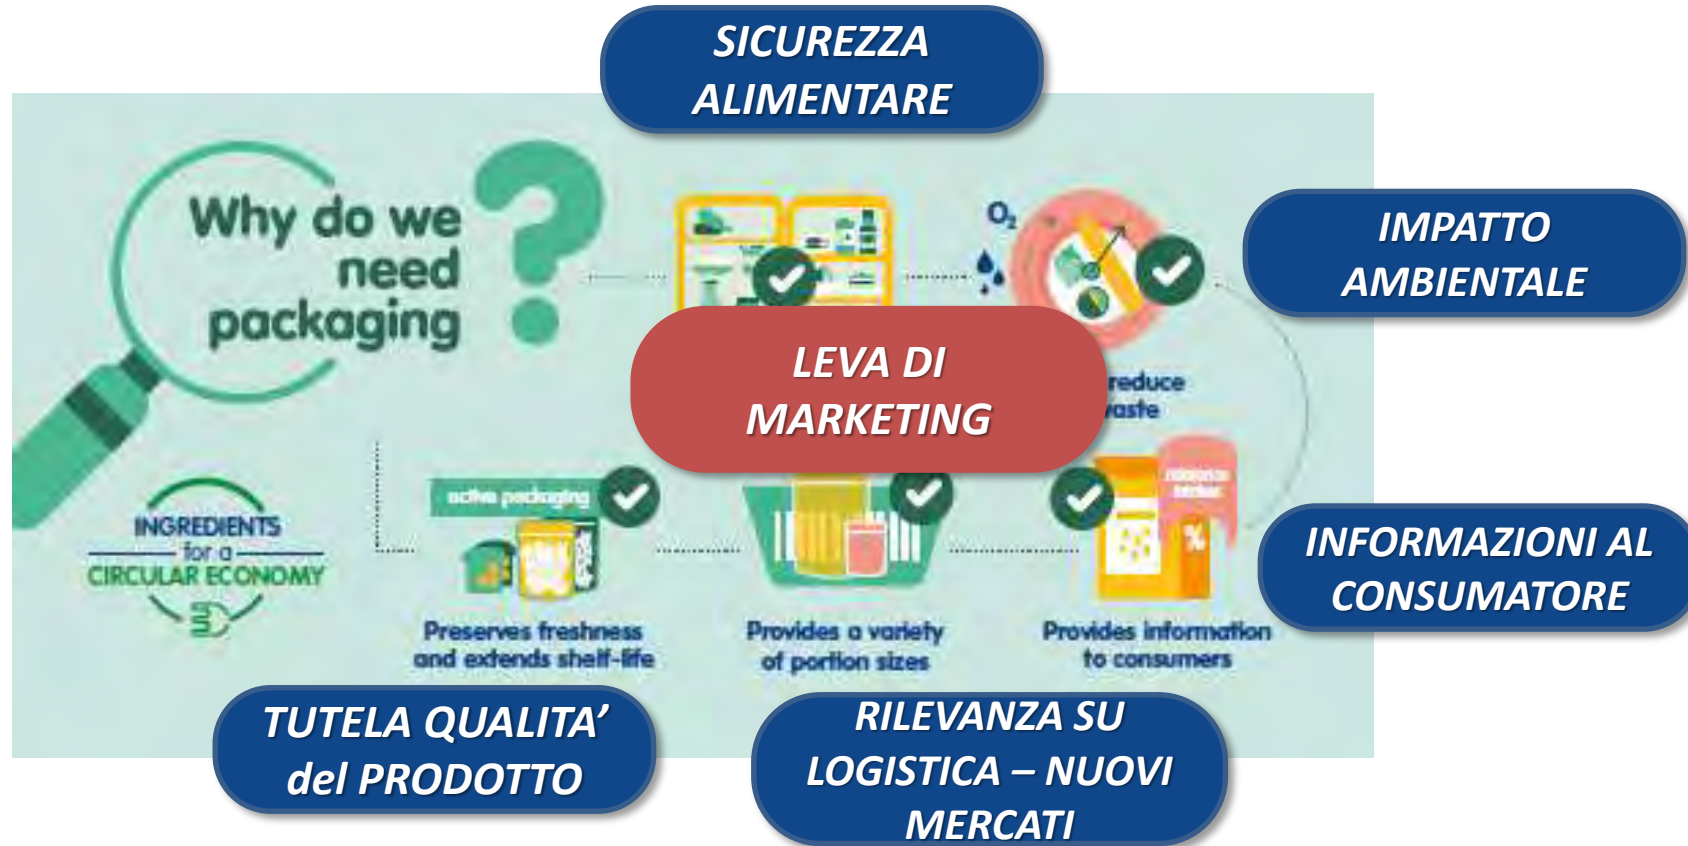 SICUREZZA
ALIMENTARE
Why do we
need
packaging
?
O₂
IMPATTO
AMBIENTALE
LEVA DI
MARKETING
reduce
waste
active packaging
%
INGREDIENTS
for a
CIRCULAR ECONOMY
INFORMAZIONI AL
CONSUMATORE
Preserves freshness
and extends shelf-life
Provides a variety
of portion sizes
Provides information
to consumers
TUTELA QUALITA’
del PRODOTTO
RILEVANZA SU
LOGISTICA – NUOVI
MERCATI